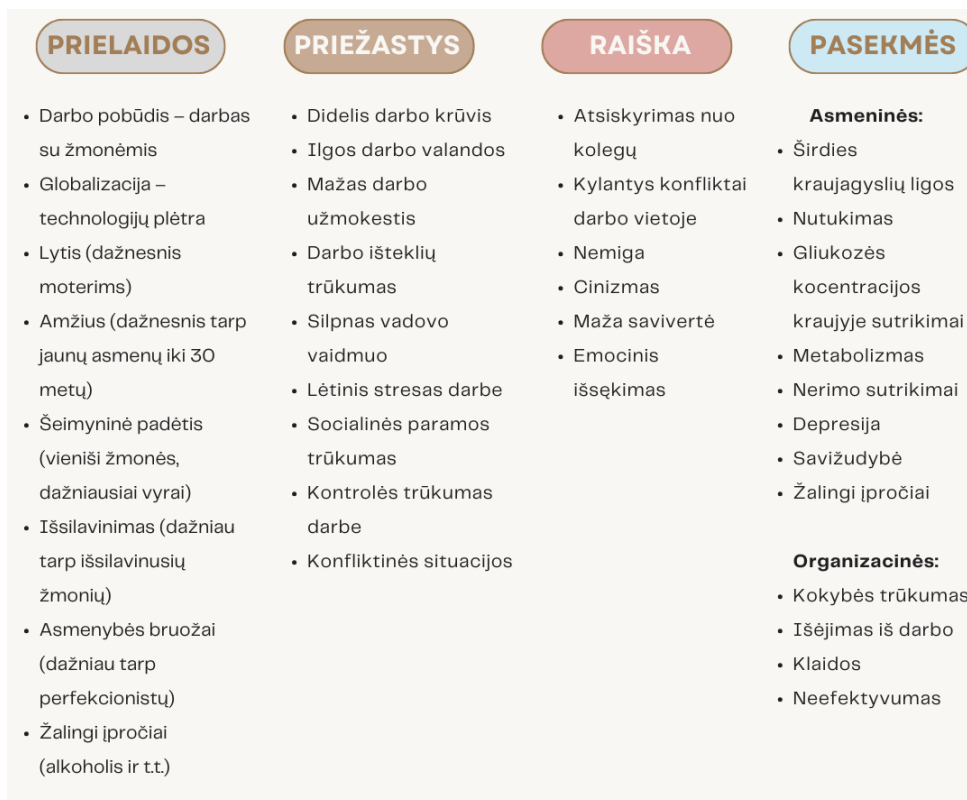 PRIELAIDOS
• Darbo pobūdis – darbas
su žmonėmis
• Globalizacija –
technologijų plėtra
• Lytis (dažnesnis
moterims)
• Amžius (dažnesnis tarp
jaunų asmenų iki 30
metų)
• Šeimyninė padėtis
(vieniši žmonės,
dažniausiai vyrai)
• Išsilavinimas (dažniau
tarp išsilavinusių
žmonių)
• Asmenybės bruožai
(dažniau tarp
perfekcionistų)
• Žalingi įpročiai
(alkoholis ir t.t.)
PRIEŽASTYS
• Didelis darbo krūvis
• Ilgos darbo valandos
• Mažas darbo
užmokestis
• Darbo išteklių
trūkumas
• Silpnas vadovo
vaidmuo
• Lėtinis stresas darbe
• Socialinės paramos
trūkumas
• Kontrolės trūkumas
darbe
• Konfliktinės situacijos
RAIŠKA
• Atsiskyrimas nuo
kolegų
• Kylantys konfliktai
darbo vietoje
• Nemiga
• Cinizmas
• Maža savivertė
• Emocinis
išsękimas
PASEKMĖS
Asmeninės:
• Širdies
kraujagyslių ligos
• Nutukimas
• Gliukozės
kocentracijos
kraujyje sutrikimai
• Metabolizmas
• Nerimo sutrikimai
• Depresija
• Savižudybė
• Žalingi įpročiai
Organizacinės:
• Kokybės trūkumas
• Išėjimas iš darbo
• Klaidos
• Neefektyvumas